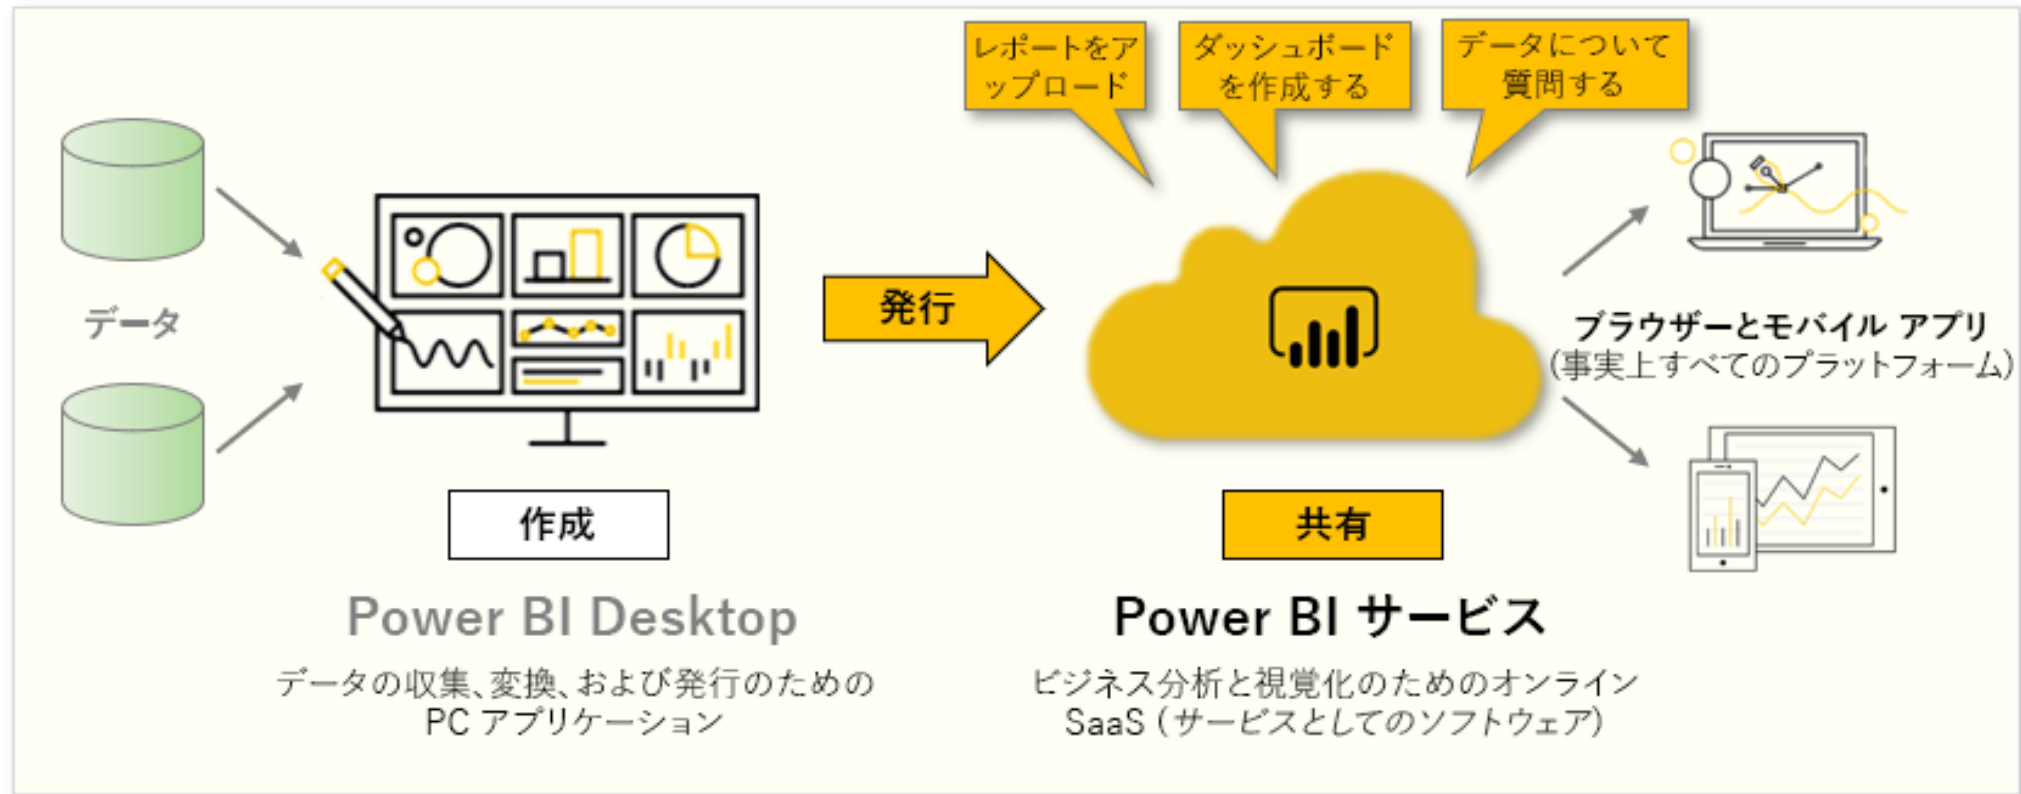 レポートをア
ップロード
ダッシュボード
を作成する
データについて
質問する
データ
発行
ブラウザーとモバイル アプリ
(事実上すべてのプラットフォーム)
作成
共有
Power BI Desktop
データの収集、変換、および発行のための
PC アプリケーション
Power BI サービス
ビジネス分析と視覚化のためのオンライン
SaaS (サービスとしてのソフトウェア)